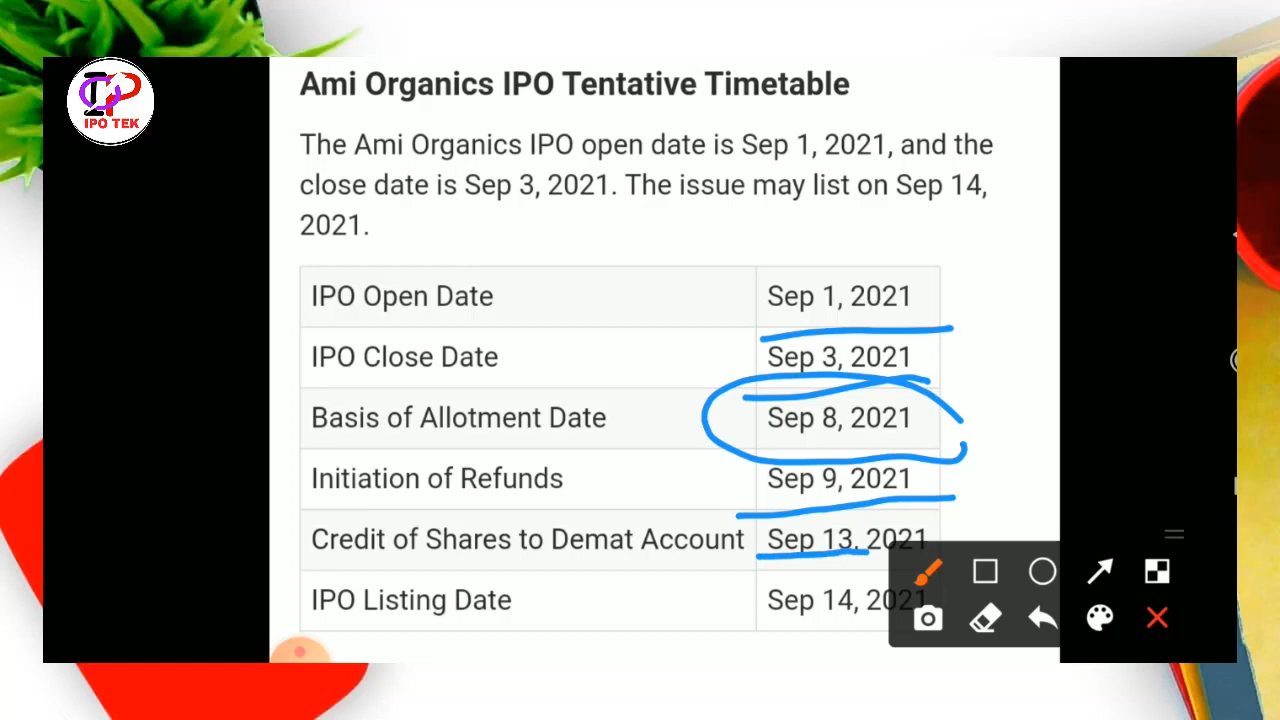 IPO TEK
Ami Organics IPO Tentative Timetable
The Ami Organics IPO open date is Sep 1, 2021, and the
close date is Sep 3, 2021. The issue may list on Sep 14,
2021.
IPO Open Date Sep 1, 2021
IPO Close Date Sep 3, 2021
Basis of Allotment Date Sep 8, 2021
Initiation of Refunds Sep 9, 2021
Credit of Shares to Demat Account Sep 13, 2021
IPO Listing Date Sep 14, 2021